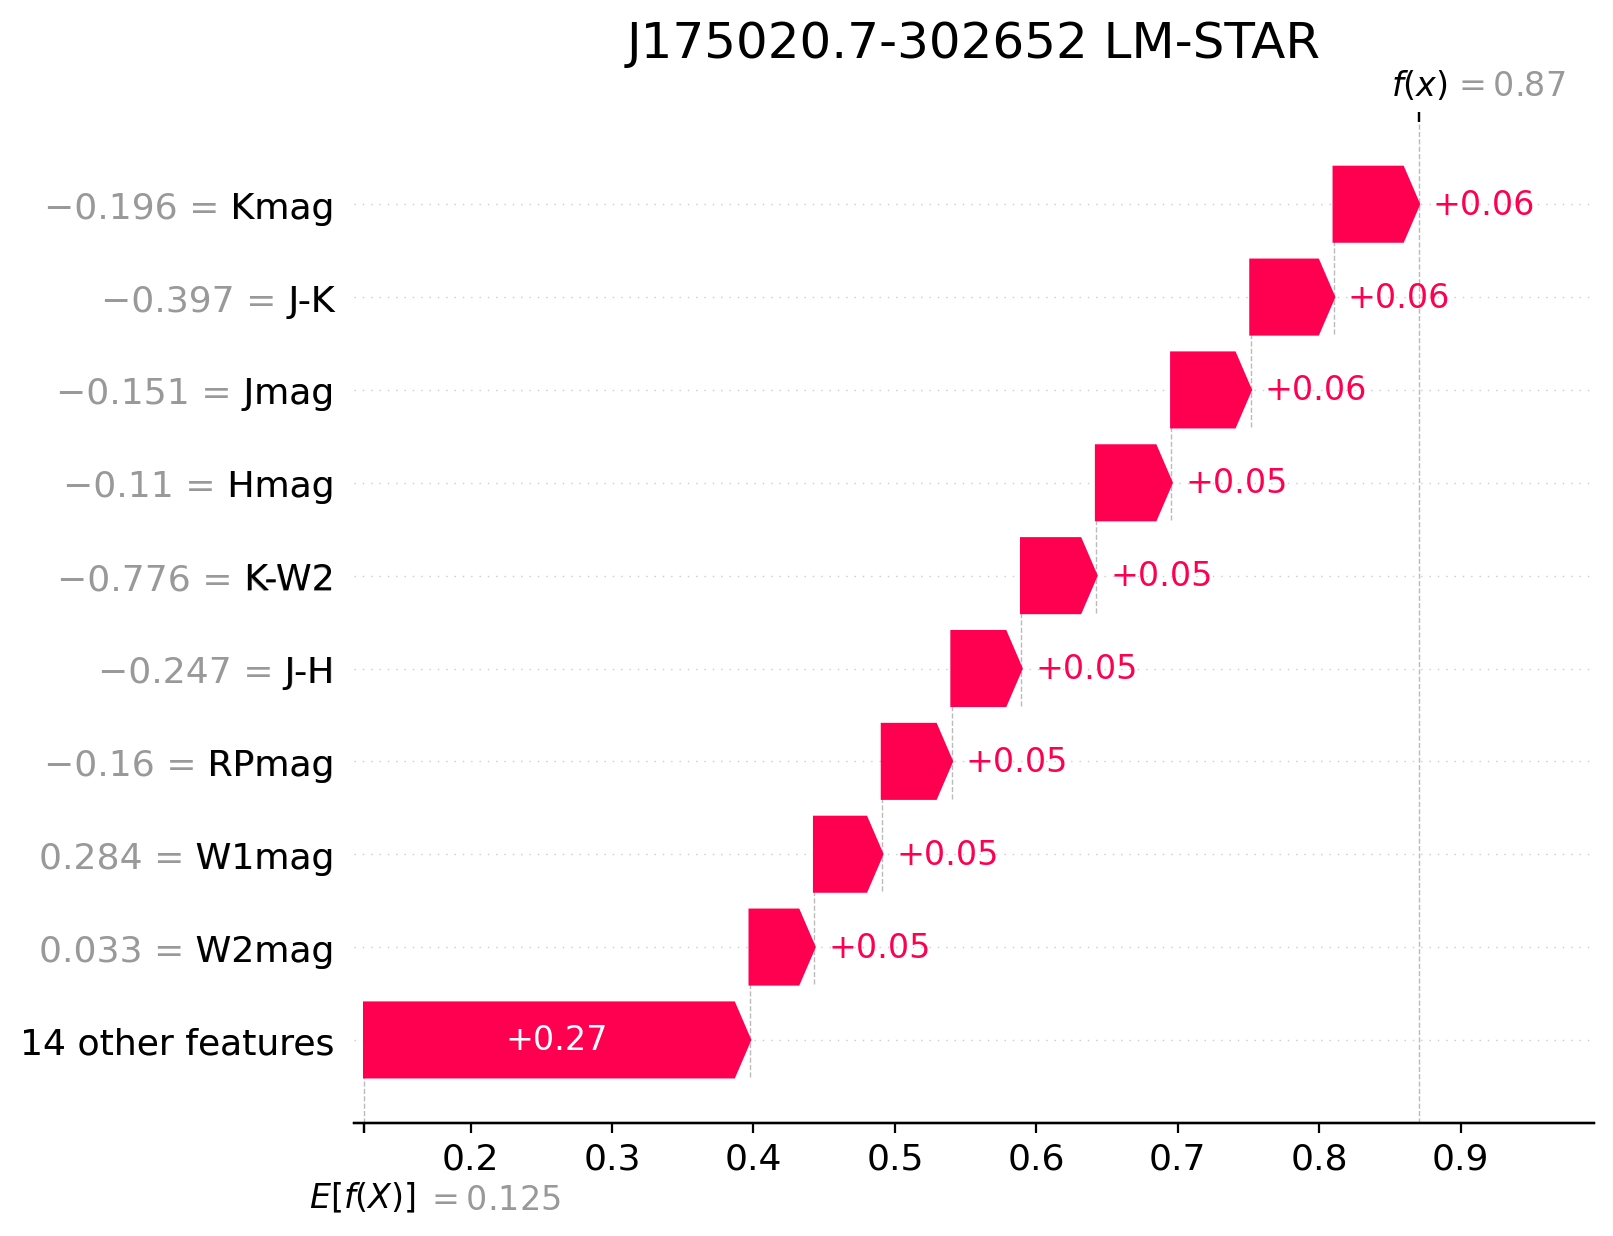 J175020.7-302652 LM-STAR
f(x) = 0.87
−0.196 = Kmag +0.06
−0.397 = J-K +0.06
−0.151 = Jmag +0.06
−0.11 = Hmag +0.05
−0.776 = K-W2 +0.05
−0.247 = J-H +0.05
−0.16 = RPmag +0.05
0.284 = W1mag +0.05
0.033 = W2mag +0.05
14 other features +0.27
0.2 0.3 0.4 0.5 0.6 0.7 0.8 0.9
E[f(X)] = 0.125